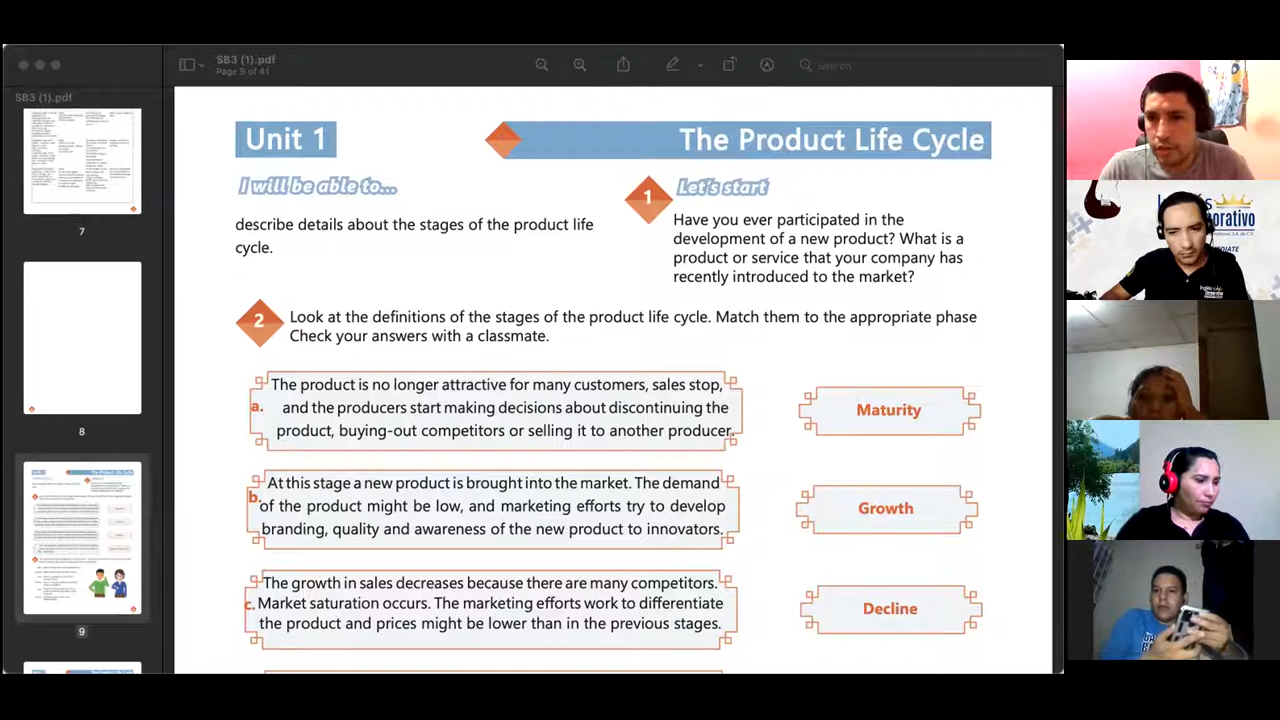 SB3 (1).pdf
Page 9 of 41
Search
SB3 (1).pdf
7
8
9
Unit 1
The Product Life Cycle
I will be able to...
describe details about the stages of the product life
cycle.
1
Let's start
Have you ever participated in the
development of a new product? What is a
product or service that your company has
recently introduced to the market?
2
Look at the definitions of the stages of the product life cycle. Match them to the appropriate phase
Check your answers with a classmate.
a.
The product is no longer attractive for many customers, sales stop,
and the producers start making decisions about discontinuing the
product, buying-out competitors or selling it to another producer.
Maturity
b.
At this stage a new product is brought into the market. The demand
of the product might be low, and marketing efforts try to develop
branding, quality and awareness of the new product to innovators.
Growth
c.
The growth in sales decreases because there are many competitors.
Market saturation occurs. The marketing efforts work to differentiate
the product and prices might be lower than in the previous stages.
Decline